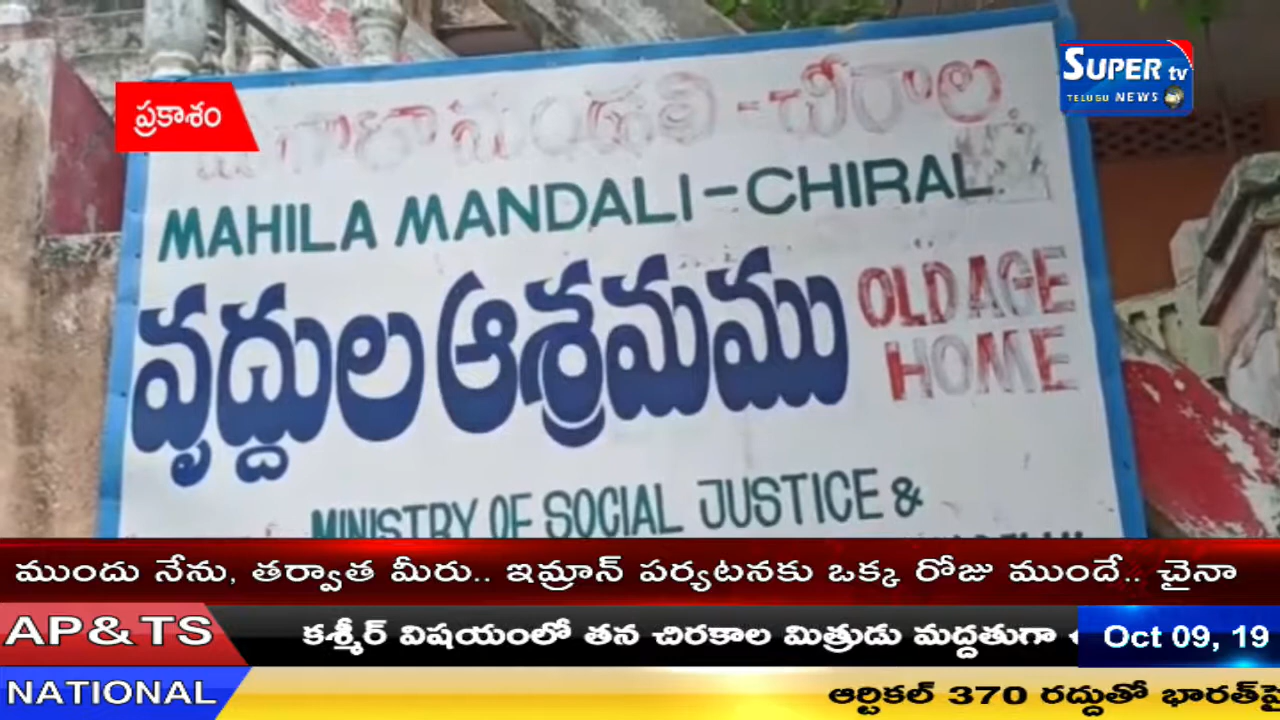 SUPER tv
TELUGU NEWS
ప్రకాశం
మండలి - చీరాల
MAHILA MANDALI - CHIRAL
వృద్దుల ఆశ్రమము
OLD AGE
HOME
MINISTRY OF SOCIAL JUSTICE &
ముందు నేను, తర్వాత మీరు.. ఇమ్రాన్ పర్యటనకు ఒక్క రోజు ముందే.. చైనా
AP & TS
కశ్మీర్ విషయంలో తన చిరకాల మిత్రుడు మద్దతుగా
Oct 09, 19
NATIONAL
ఆర్టికల్ 370 రద్దుతో భారత్‌పై